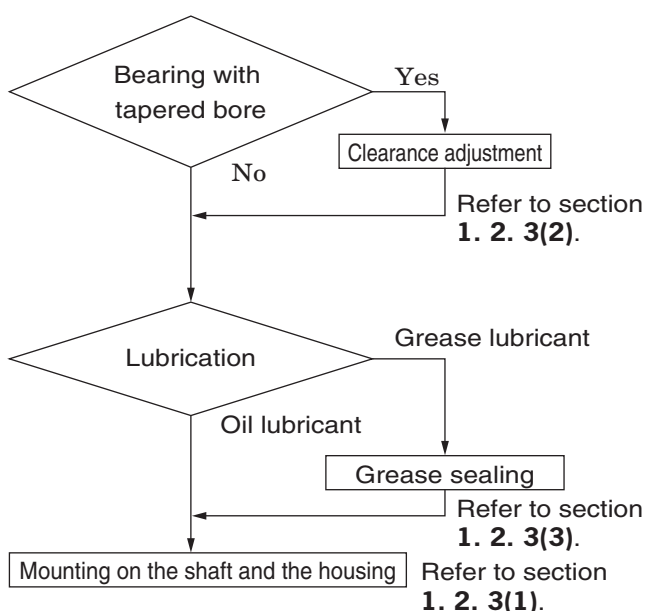 Bearing with
tapered bore
Yes
Clearance adjustment
No
Refer to section
1. 2. 3(2).
Lubrication
Grease lubricant
Oil lubricant
Grease sealing
Refer to section
1. 2. 3(3).
Mounting on the shaft and the housing
Refer to section
1. 2. 3(1).